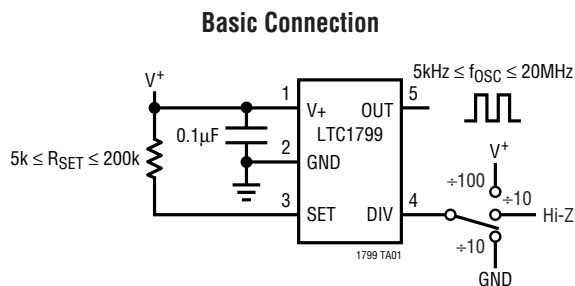 Basic Connection
5kHz ≤ fOSC ≤ 20MHz
V+
1
5
V+
OUT
0.1µF
LTC1799
5k ≤ RSET ≤ 200k
2
GND
V+
÷100
÷10
3
SET
DIV
4
Hi-Z
÷10
1799 TA01
GND